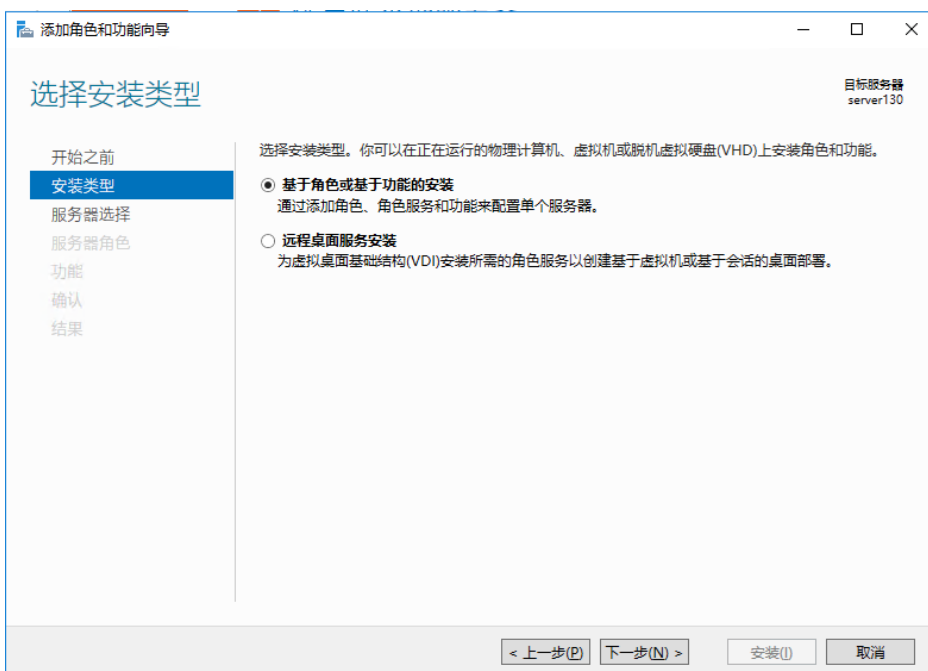 添加角色和功能向导
选择安装类型
目标服务器
server130
开始之前
安装类型
服务器选择
服务器角色
功能
确认
结果
选择安装类型。你可以在正在运行的物理计算机、虚拟机或脱机虚拟硬盘(VHD)上安装角色和功能。
基于角色或基于功能的安装
通过添加角色、角色服务和功能来配置单个服务器。
远程桌面服务安装
为虚拟桌面基础结构(VDI)安装所需的角色服务以创建基于虚拟机或基于会话的桌面部署。
< 上一步(P) 下一步(N) > 安装(I) 取消